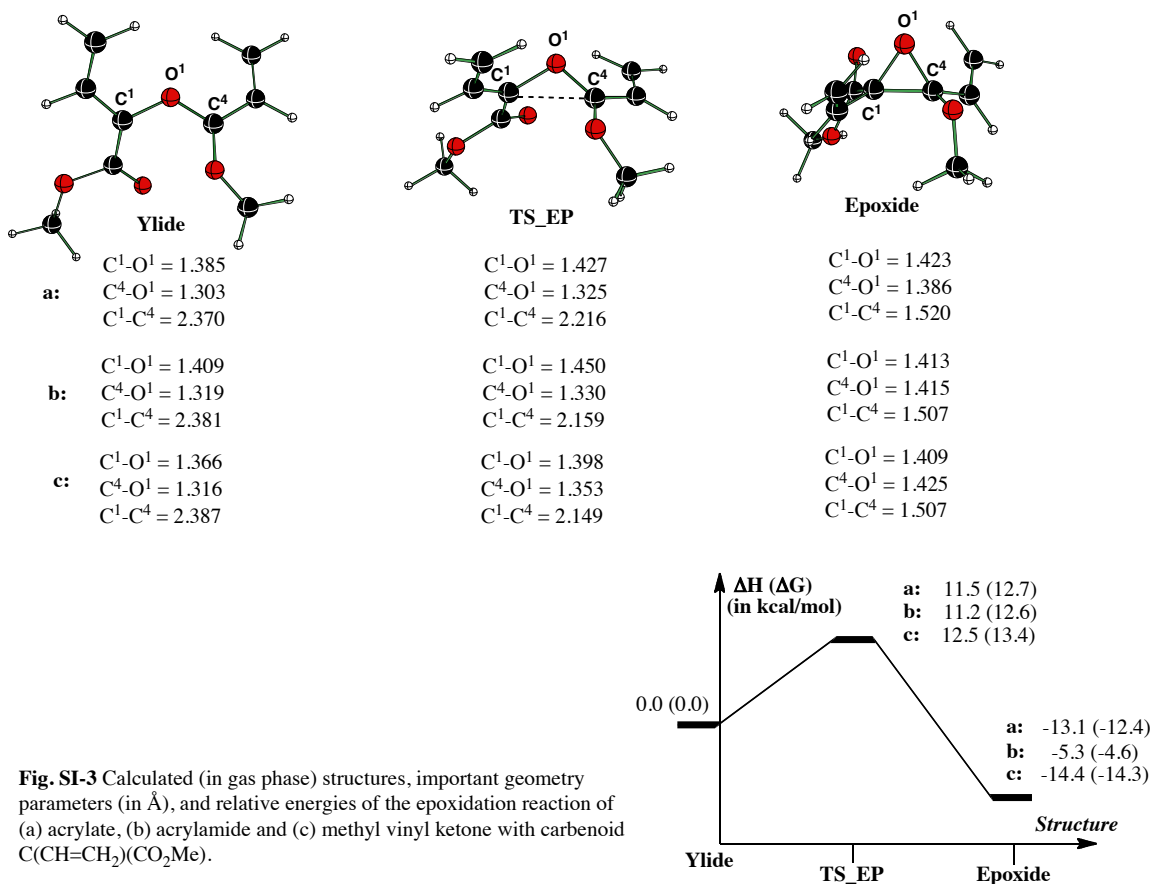 O¹
C¹
C⁴
Ylide
O¹
C¹
C⁴
TS_EP
O¹
C⁴
C¹
Epoxide
a:
C¹-O¹ = 1.385
C⁴-O¹ = 1.303
C¹-C⁴ = 2.370
C¹-O¹ = 1.427
C⁴-O¹ = 1.325
C¹-C⁴ = 2.216
C¹-O¹ = 1.423
C⁴-O¹ = 1.386
C¹-C⁴ = 1.520
b:
C¹-O¹ = 1.409
C⁴-O¹ = 1.319
C¹-C⁴ = 2.381
C¹-O¹ = 1.450
C⁴-O¹ = 1.330
C¹-C⁴ = 2.159
C¹-O¹ = 1.413
C⁴-O¹ = 1.415
C¹-C⁴ = 1.507
c:
C¹-O¹ = 1.366
C⁴-O¹ = 1.316
C¹-C⁴ = 2.387
C¹-O¹ = 1.398
C⁴-O¹ = 1.353
C¹-C⁴ = 2.149
C¹-O¹ = 1.409
C⁴-O¹ = 1.425
C¹-C⁴ = 1.507
ΔH (ΔG)
(in kcal/mol)
a: 11.5 (12.7)
b: 11.2 (12.6)
c: 12.5 (13.4)
0.0 (0.0)
a: -13.1 (-12.4)
b: -5.3 (-4.6)
c: -14.4 (-14.3)
Structure
Ylide
TS_EP
Epoxide
Fig. SI-3 Calculated (in gas phase) structures, important geometry
parameters (in Å), and relative energies of the epoxidation reaction of
(a) acrylate, (b) acrylamide and (c) methyl vinyl ketone with carbenoid
C(CH=CH₂)(CO₂Me).